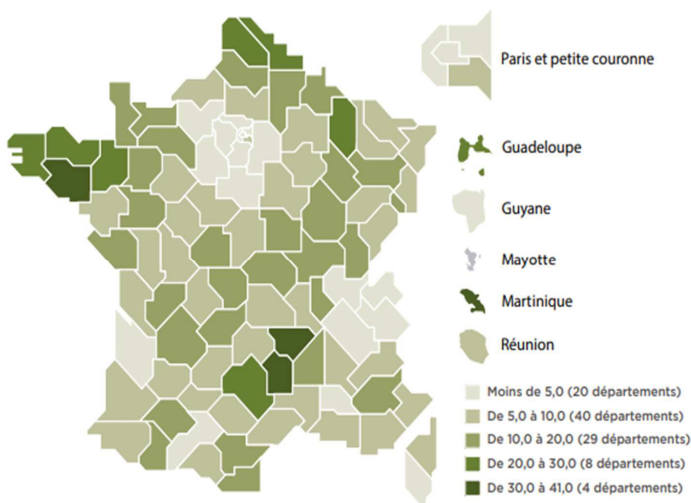 Paris et petite couronne
Guadeloupe
Guyane
Mayotte
Martinique
Réunion
Moins de 5,0 (20 départements)
De 5,0 à 10,0 (40 départements)
De 10,0 à 20,0 (29 départements)
De 20,0 à 30,0 (8 départements)
De 30,0 à 41,0 (4 départements)